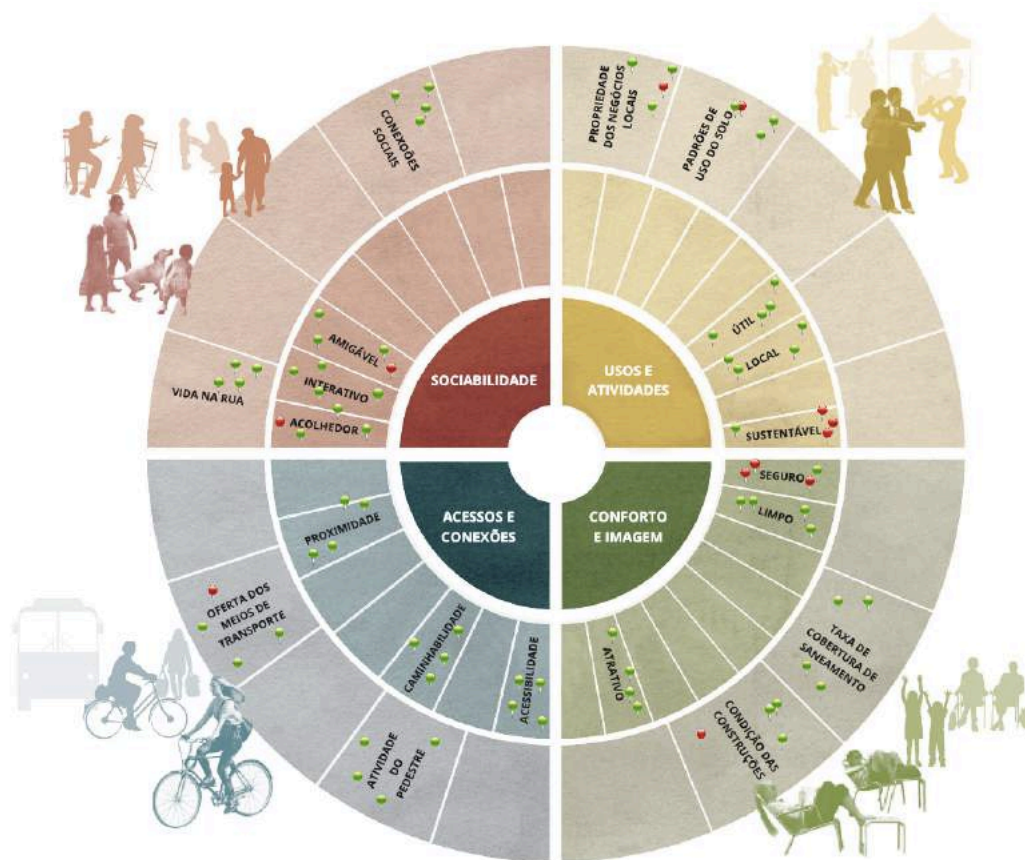 CONEXÕES
SOCIAIS
AMIGÁVEL
INTERATIVO
ACOLHEDOR
VIDA NA RUA
SOCIABILIDADE
PROPRIEDADE
DOS NEGÓCIOS
LOCAIS
PADRÕES DE
USO DO SOLO
ÚTIL
LOCAL
SUSTENTÁVEL
USOS E
ATIVIDADES
ACESSOS E
CONEXÕES
PROXIMIDADE
OFERTA DOS
MEIOS DE
TRANSPORTE
CAMINHABILIDADE
ACESSIBILIDADE
ATIVIDADE
DO
PEDESTRE
CONFORTO
E IMAGEM
SEGURO
LIMPO
ATRATIVO
TAXA DE
COBERTURA DE
SANEAMENTO
CONDIÇÃO DAS
CONSTRUÇÕES